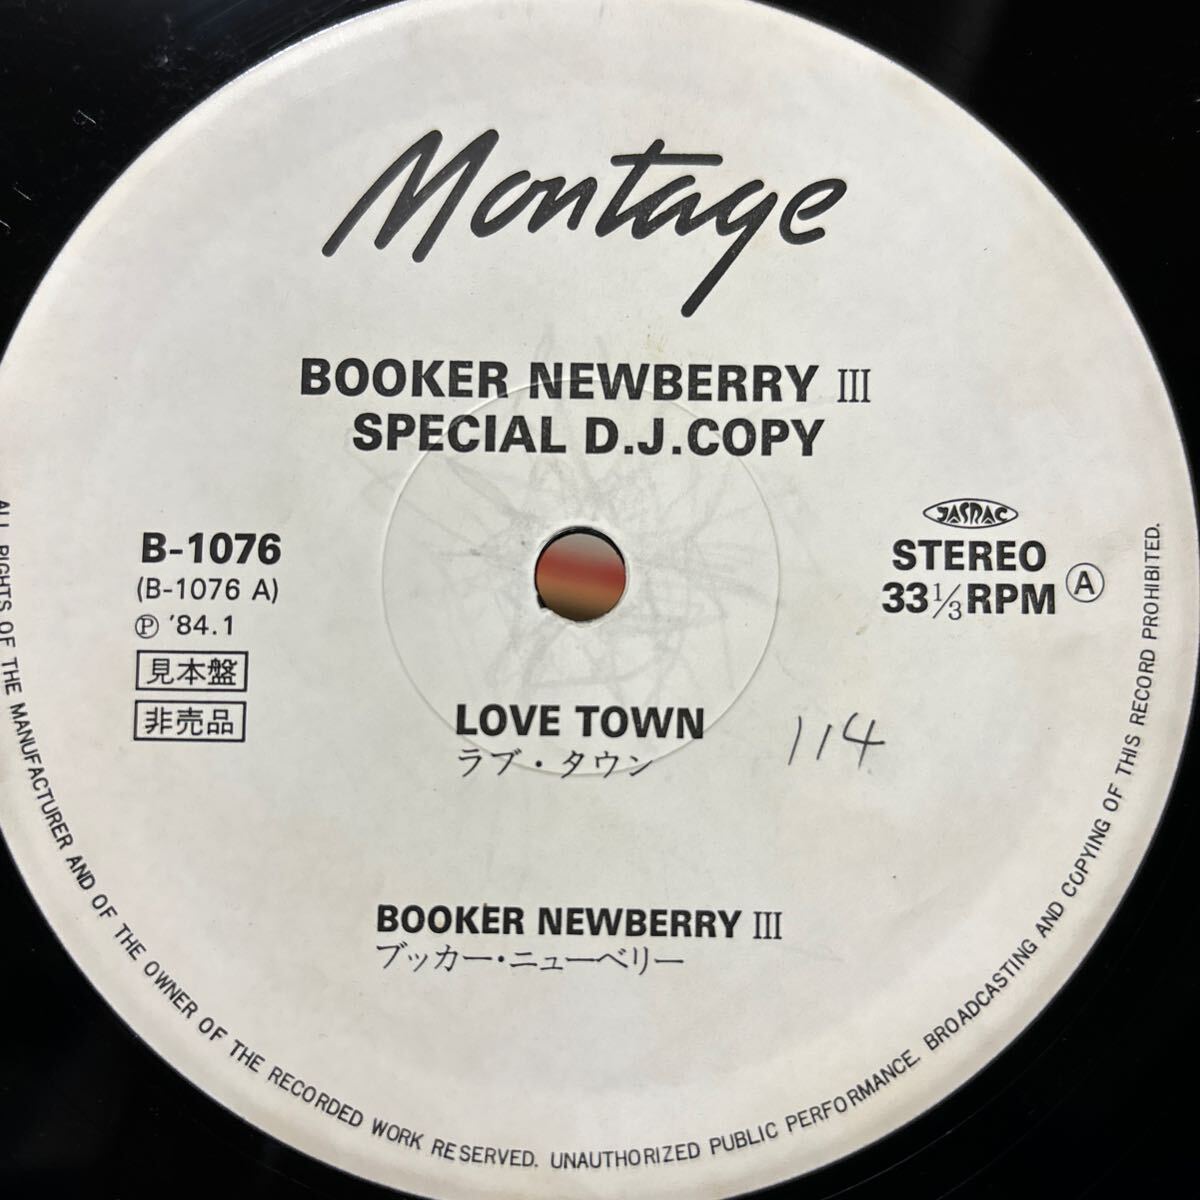 Montage
BOOKER NEWBERRY III
SPECIAL D.J.COPY
B-1076
(B-1076 A)
Ⓟ '84.1
見本盤
非売品
JASRAC
STEREO
33⅓RPM Ⓐ
LOVE TOWN
ラブ・タウン
114
BOOKER NEWBERRY III
ブッカー・ニューベリー
ALL RIGHTS OF THE MANUFACTURER AND OF THE OWNER OF THE RECORDED WORK RESERVED. UNAUTHORIZED PUBLIC PERFORMANCE. BROADCASTING AND COPYING OF THIS RECORD PROHIBITED.